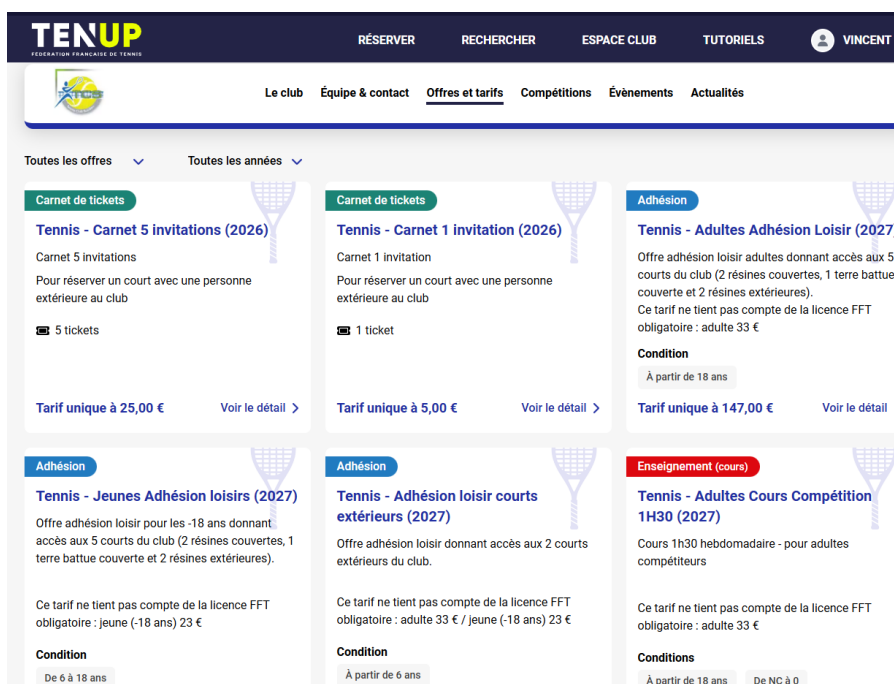 TENUP
FÉDÉRATION FRANÇAISE DE TENNIS
RÉSERVER
RECHERCHER
ESPACE CLUB
TUTORIELS
VINCENT
TCS
Le club
Équipe & contact
Offres et tarifs
Compétitions
Évènements
Actualités
Toutes les offres
Toutes les années
Carnet de tickets
Tennis - Carnet 5 invitations (2026)
Carnet 5 invitations
Pour réserver un court avec une personne
extérieure au club
5 tickets
Tarif unique à 25,00 €
Voir le détail
Carnet de tickets
Tennis - Carnet 1 invitation (2026)
Carnet 1 invitation
Pour réserver un court avec une personne
extérieure au club
1 ticket
Tarif unique à 5,00 €
Voir le détail
Adhésion
Tennis - Adultes Adhésion Loisir (2027
Offre adhésion loisir adultes donnant accès aux 5
courts du club (2 résines couvertes, 1 terre battue
couverte et 2 résines extérieures).
Ce tarif ne tient pas compte de la licence FFT
obligatoire : adulte 33 €
Condition
À partir de 18 ans
Tarif unique à 147,00 €
Voir le détail
Adhésion
Tennis - Jeunes Adhésion loisirs (2027)
Offre adhésion loisir pour les -18 ans donnant
accès aux 5 courts du club (2 résines couvertes, 1
terre battue couverte et 2 résines extérieures).
Ce tarif ne tient pas compte de la licence FFT
obligatoire : jeune (-18 ans) 23 €
Condition
De 6 à 18 ans
Adhésion
Tennis - Adhésion loisir courts
extérieurs (2027)
Offre adhésion loisir donnant accès aux 2 courts
extérieurs du club.
Ce tarif ne tient pas compte de la licence FFT
obligatoire : adulte 33 € / jeune (-18 ans) 23 €
Condition
À partir de 6 ans
Enseignement (cours)
Tennis - Adultes Cours Compétition
1H30 (2027)
Cours 1h30 hebdomadaire - pour adultes
compétiteurs
Ce tarif ne tient pas compte de la licence FFT
obligatoire : adulte 33 €
Conditions
À partir de 18 ans
De NC à 0